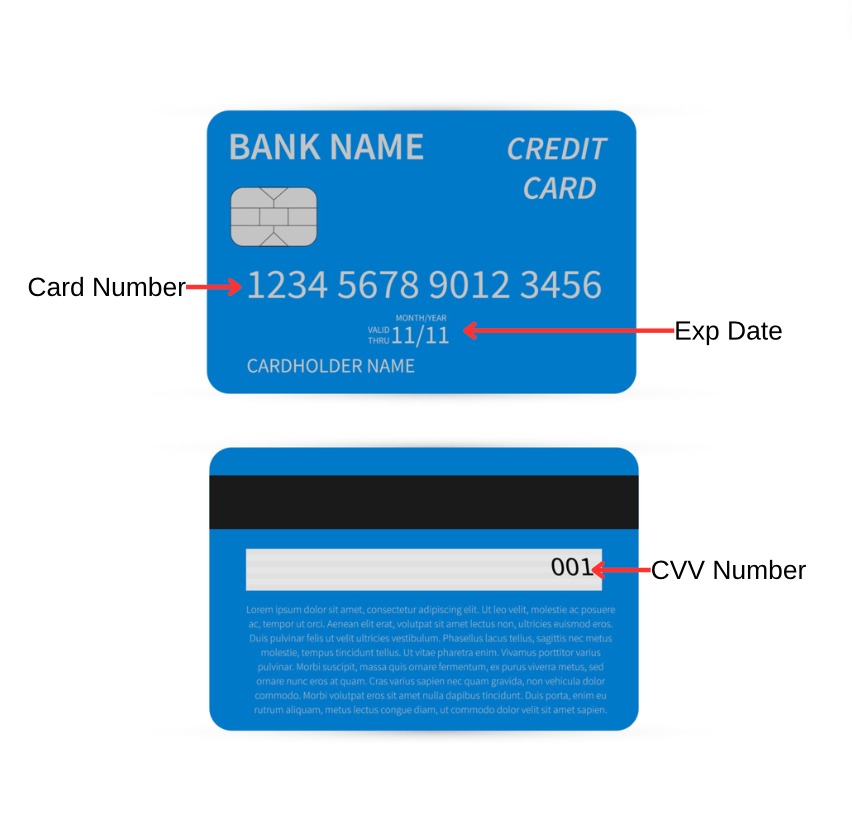 BANK NAME
CREDIT
CARD
Card Number
1234 5678 9012 3456
MONTH/YEAR
VALID
THRU
11/11
Exp Date
CARDHOLDER NAME
001
CVV Number
Lorem ipsum dolor sit amet, consectetur adipiscing elit. Ut leo velit, molestie ac posuere
ac, tempor ut orci. Aenean elit erat, volutpat sit amet lectus non, ultricies euismod eros.
Duis pulvinar felis ut velit ultricies vestibulum. Phasellus lacus tellus, sagittis nec metus
molestie, tempus tincidunt tellus. Ut vitae pharetra enim. Vivamus porttitor varius
pulvinar. Morbi suscipit, massa quis ornare fermentum, ex purus viverra metus, sed
ornare nunc eros at quam. Cras varius sapien nec quam gravida, non vehicula dolor
commodo. Morbi volutpat eros sit amet nulla dapibus tincidunt. Duis porta, enim eu
rutrum aliquam, metus lectus congue diam, ut commodo dolor velit sit amet sapien.